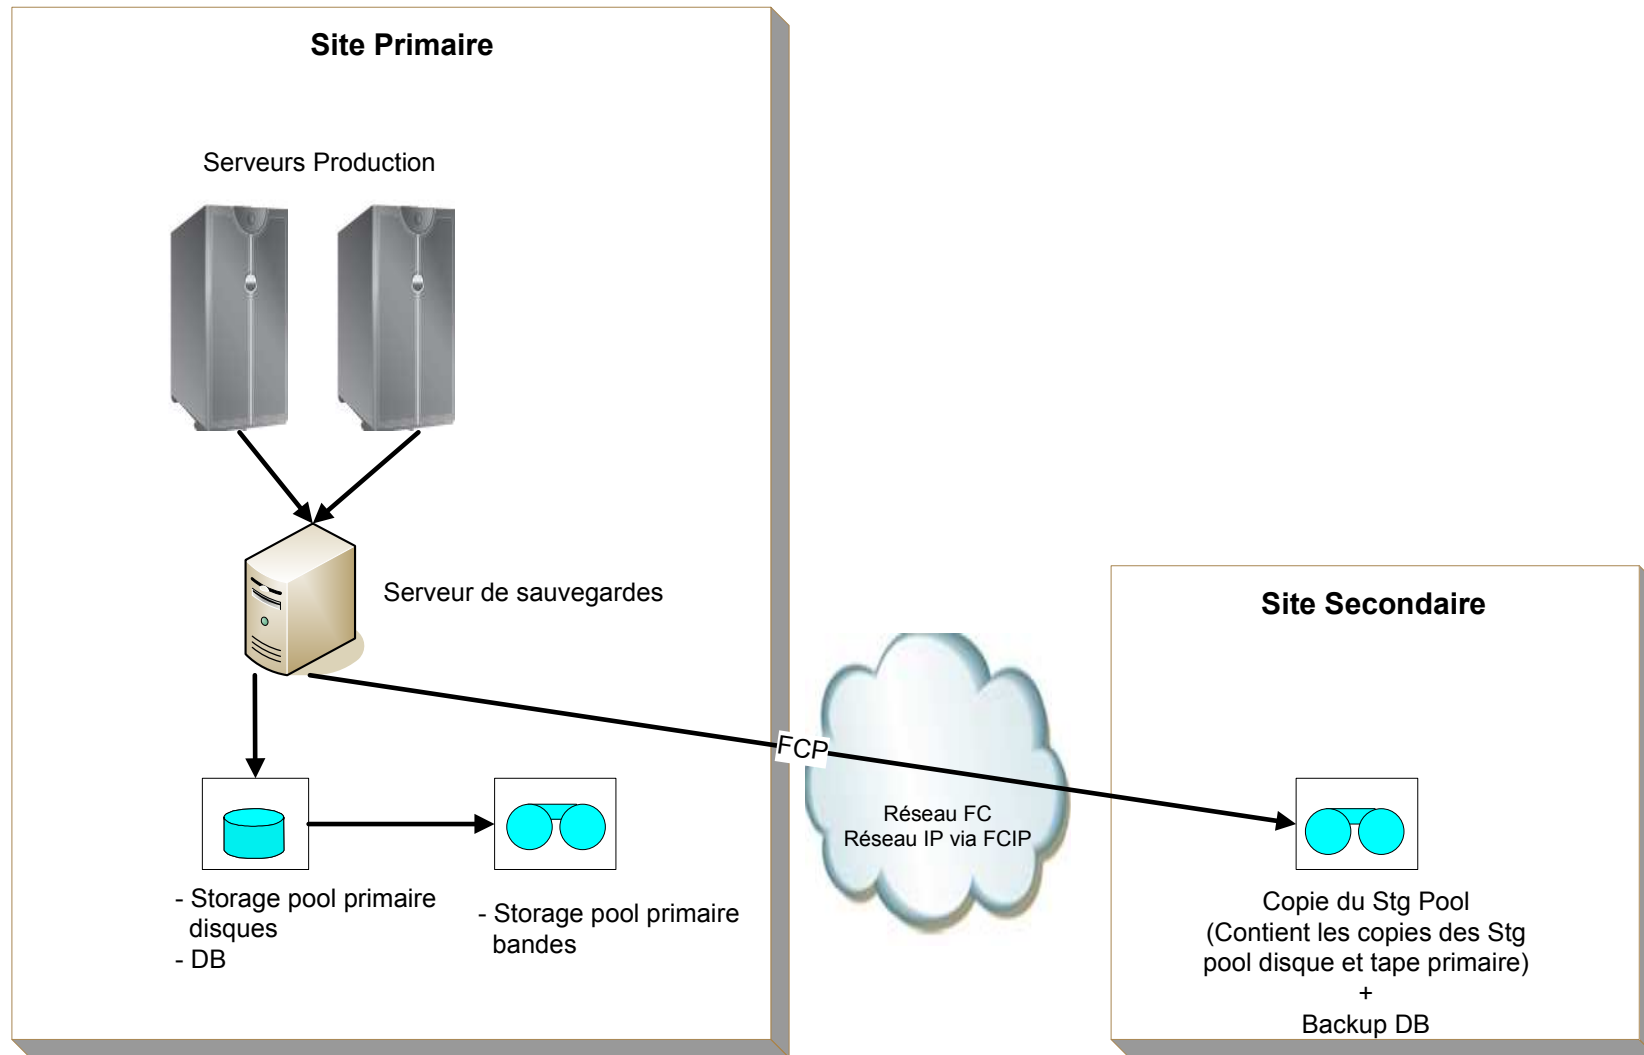 Site Primaire
Serveurs Production
Serveur de sauvegardes
Site Secondaire
FCP
Réseau FC
Réseau IP via FCIP
- Storage pool primaire
disques
- DB
- Storage pool primaire
bandes
Copie du Stg Pool
(Contient les copies des Stg
pool disque et tape primaire)
+
Backup DB